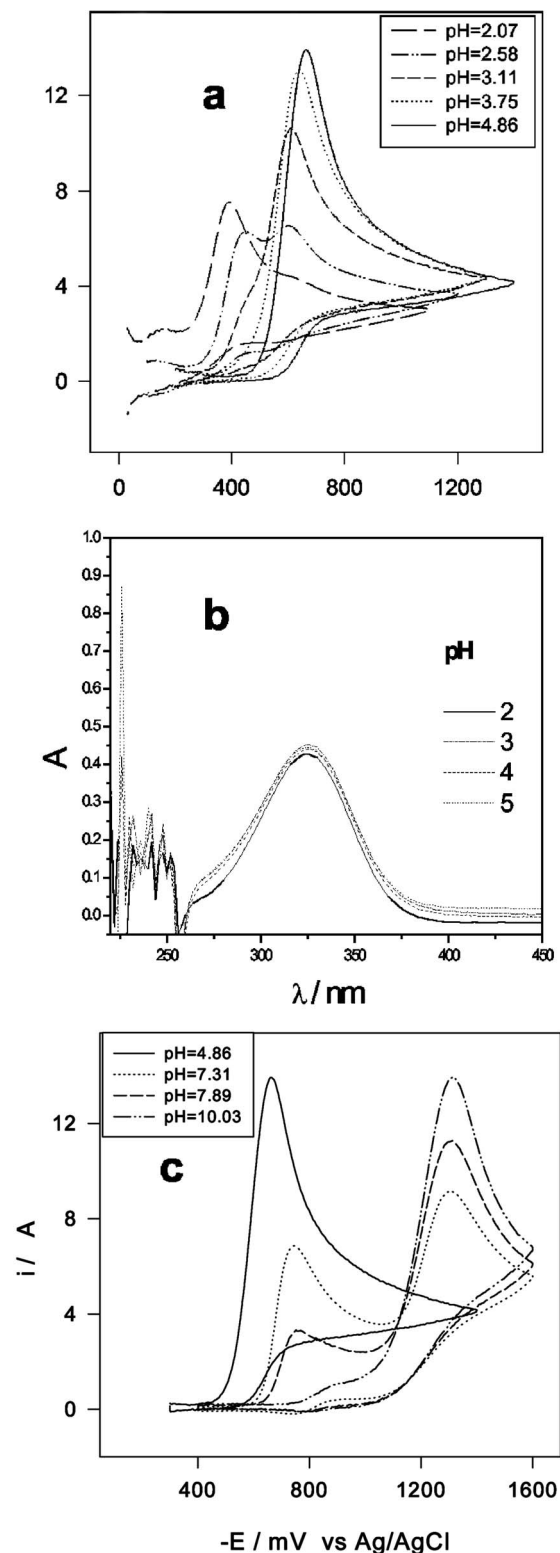 a
pH=2.07
pH=2.58
pH=3.11
pH=3.75
pH=4.86
12
8
4
0
0 400 800 1200
b
pH
2
3
4
5
1.0
0.9
0.8
0.7
0.6
0.5
0.4
0.3
0.2
0.1
0.0
A
250 300 350 400 450
λ / nm
pH=4.86
pH=7.31
pH=7.89
pH=10.03
c
12
8
4
0
i / A
400 800 1200 1600
-E / mV vs Ag/AgCl